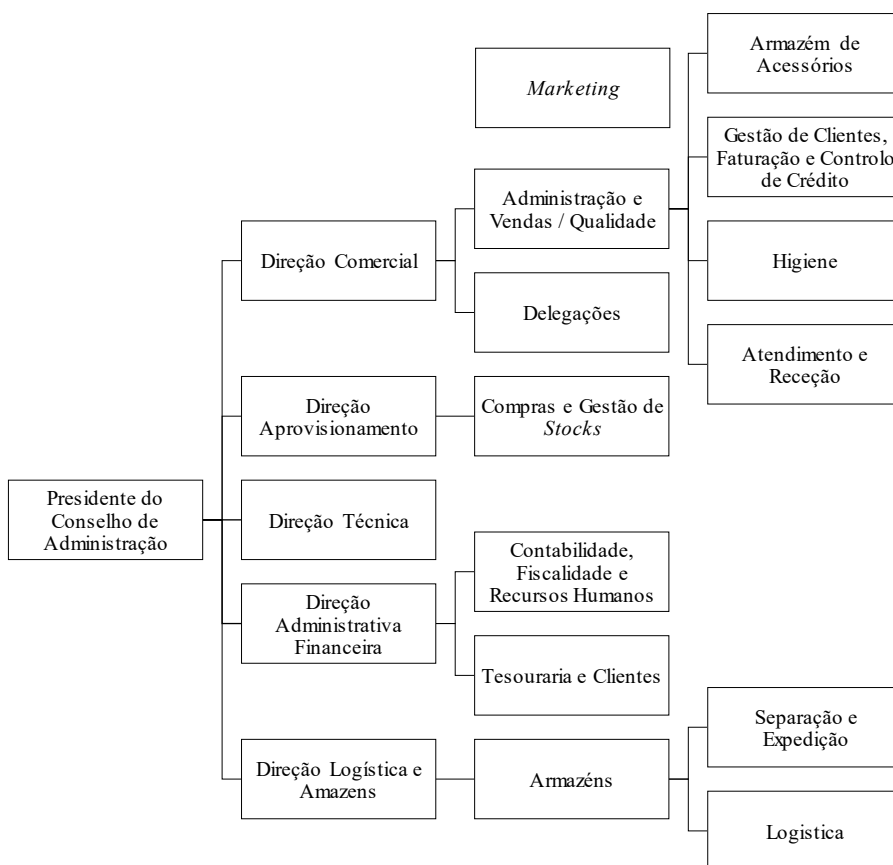 Armazém de
Acessórios
Marketing
Gestão de Clientes,
Faturação e Controlo
de Crédito
Administração e
Vendas / Qualidade
Direção Comercial
Higiene
Delegações
Atendimento e
Receção
Direção
Aprovisionamento
Compras e Gestão de
Stocks
Presidente do
Conselho de
Administração
Direção Técnica
Contabilidade,
Fiscalidade e
Recursos Humanos
Direção
Administrativa
Financeira
Tesouraria e Clientes
Separação e
Expedição
Direção Logística e
Amazens
Armazéns
Logistica